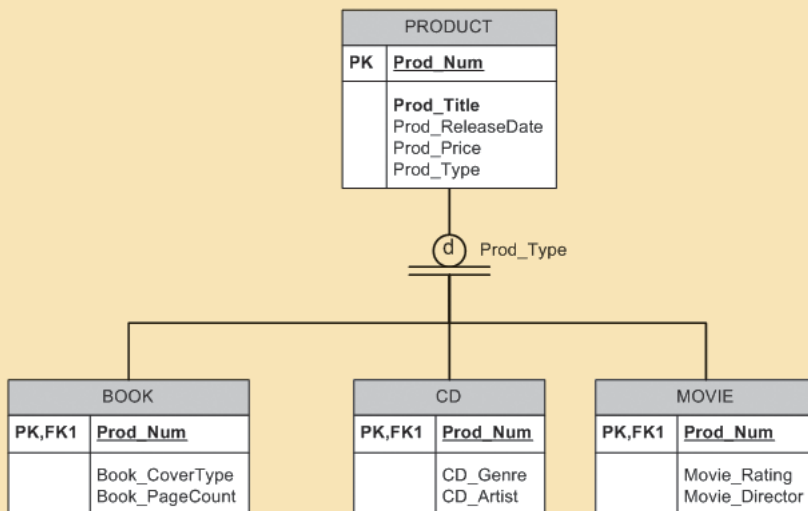 PRODUCT
PK Prod_Num
Prod_Title
Prod_ReleaseDate
Prod_Price
Prod_Type
d Prod_Type
BOOK
PK,FK1 Prod_Num
Book_CoverType
Book_PageCount
CD
PK,FK1 Prod_Num
CD_Genre
CD_Artist
MOVIE
PK,FK1 Prod_Num
Movie_Rating
Movie_Director